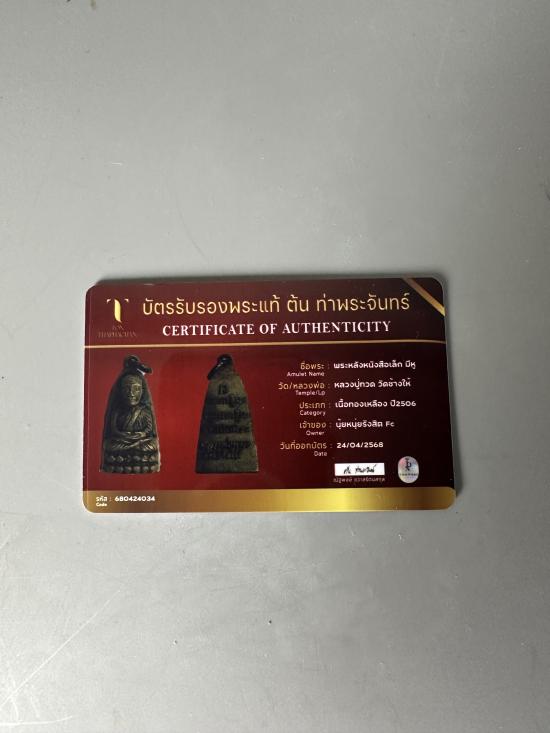 บัตรรับรองพระแท้ ต้น ท่าพระจันทร์
CERTIFICATE OF AUTHENTICITY
TON
THAPRACHAN
ชื่อพระ : พระหลังหนังสือเล็ก มีหู
Amulet Name
วัด/หลวงพ่อ : หลวงปู่ทวด วัดช้างให้
Temple/Lp
ประเภท : เนื้อทองเหลือง ปี2506
Category
เจ้าของ : นุ้ยหนุ่ยรังสิต Fc
Owner
วันที่ออกบัตร : 24/04/2568
Date
รหัส : 680424034
Code